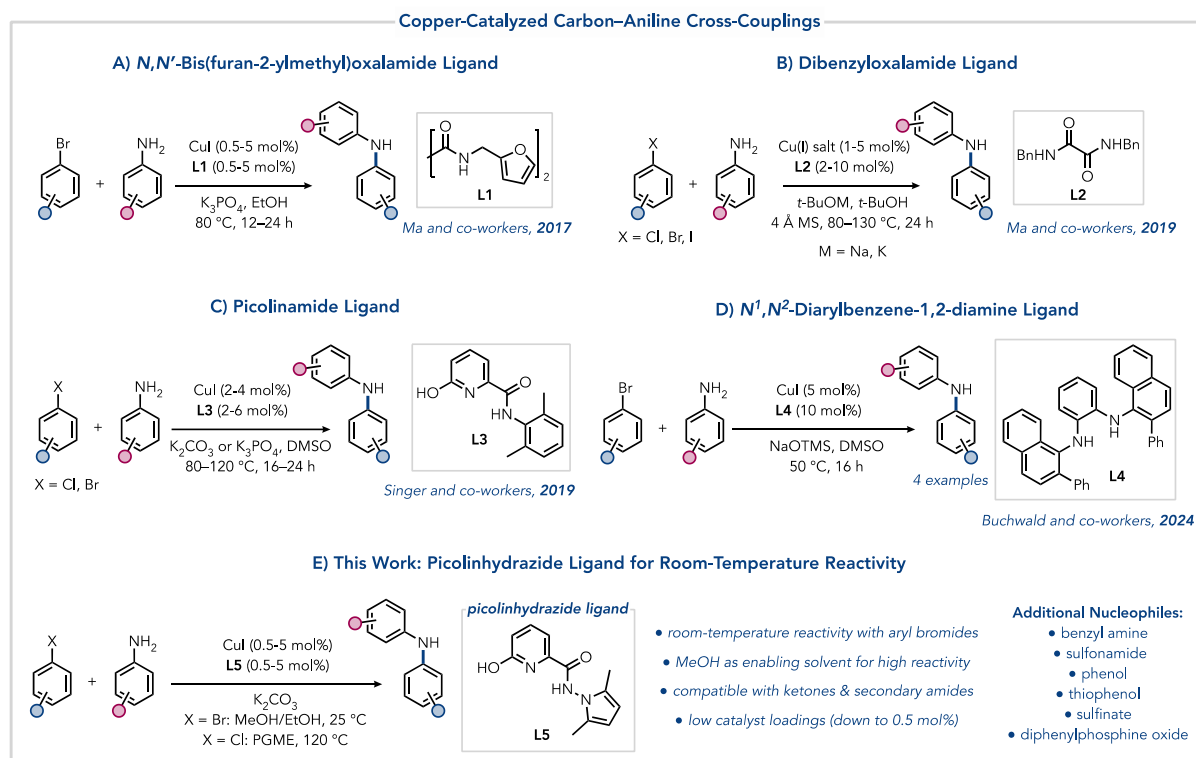 Copper-Catalyzed Carbon–Aniline Cross-Couplings
A) N,N′-Bis(furan-2-ylmethyl)oxalamide Ligand
Br
NH2
+
CuI (0.5-5 mol%)
L1 (0.5-5 mol%)
K3PO4, EtOH
80 °C, 12–24 h
NH
O
N
H
O
2
L1
Ma and co-workers, 2017
B) Dibenzyloxalamide Ligand
X
NH2
+
X = Cl, Br, I
Cu(I) salt (1-5 mol%)
L2 (2-10 mol%)
t-BuOM, t-BuOH
4 Å MS, 80–130 °C, 24 h
M = Na, K
NH
O
BnHN
NHBn
O
L2
Ma and co-workers, 2019
C) Picolinamide Ligand
X
NH2
+
X = Cl, Br
CuI (2-4 mol%)
L3 (2-6 mol%)
K2CO3 or K3PO4, DMSO
80–120 °C, 16–24 h
NH
HO
N
O
NH
L3
Singer and co-workers, 2019
D) N1,N2-Diarylbenzene-1,2-diamine Ligand
Br
NH2
+
CuI (5 mol%)
L4 (10 mol%)
NaOTMS, DMSO
50 °C, 16 h
NH
4 examples
N
H
NH
Ph
Ph
L4
Buchwald and co-workers, 2024
E) This Work: Picolinhydrazide Ligand for Room-Temperature Reactivity
X
NH2
+
CuI (0.5-5 mol%)
L5 (0.5-5 mol%)
K2CO3
X = Br: MeOH/EtOH, 25 °C
X = Cl: PGME, 120 °C
NH
picolinhydrazide ligand
HO
N
O
NH
N
L5
• room-temperature reactivity with aryl bromides
• MeOH as enabling solvent for high reactivity
• compatible with ketones & secondary amides
• low catalyst loadings (down to 0.5 mol%)
Additional Nucleophiles:
• benzyl amine
• sulfonamide
• phenol
• thiophenol
• sulfinate
• diphenylphosphine oxide